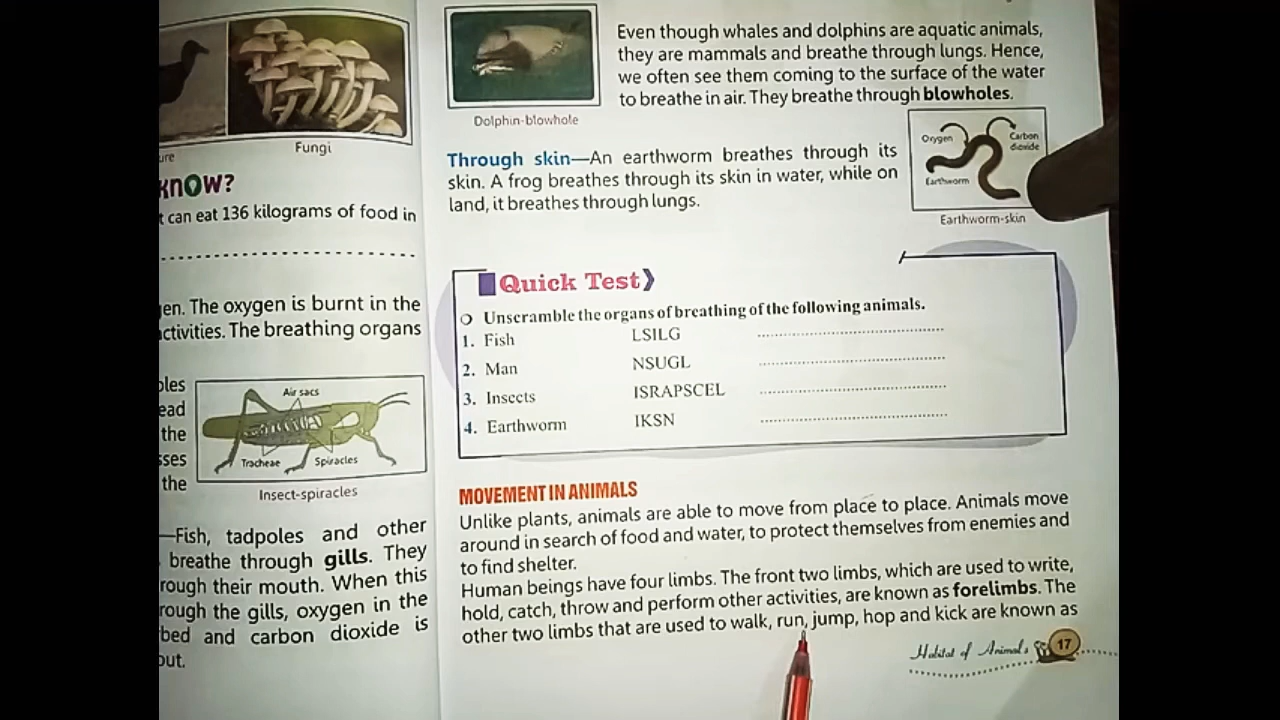 ure
Fungi
KNOW?
t can eat 136 kilograms of food in
en. The oxygen is burnt in the
activities. The breathing organs
oles
ead
the
sses
the
Air sacs
Tracheae
Spiracles
Insect-spiracles
—Fish, tadpoles and other
breathe through gills. They
rough their mouth. When this
rough the gills, oxygen in the
bed and carbon dioxide is
out.
Dolphin-blowhole
Even though whales and dolphins are aquatic animals,
they are mammals and breathe through lungs. Hence,
we often see them coming to the surface of the water
to breathe in air. They breathe through blowholes.
Through skin—An earthworm breathes through its
skin. A frog breathes through its skin in water, while on
land, it breathes through lungs.
Oxygen
Carbon
dioxide
Earthworm
Earthworm-skin
Quick Test
Unscramble the organs of breathing of the following animals.
1. Fish LSILG
2. Man NSUGL
3. Insects ISRAPSCEL
4. Earthworm IKSN
MOVEMENT IN ANIMALS
Unlike plants, animals are able to move from place to place. Animals move
around in search of food and water, to protect themselves from enemies and
to find shelter.
Human beings have four limbs. The front two limbs, which are used to write,
hold, catch, throw and perform other activities, are known as forelimbs. The
other two limbs that are used to walk, run, jump, hop and kick are known as
Habitat of Animals 17